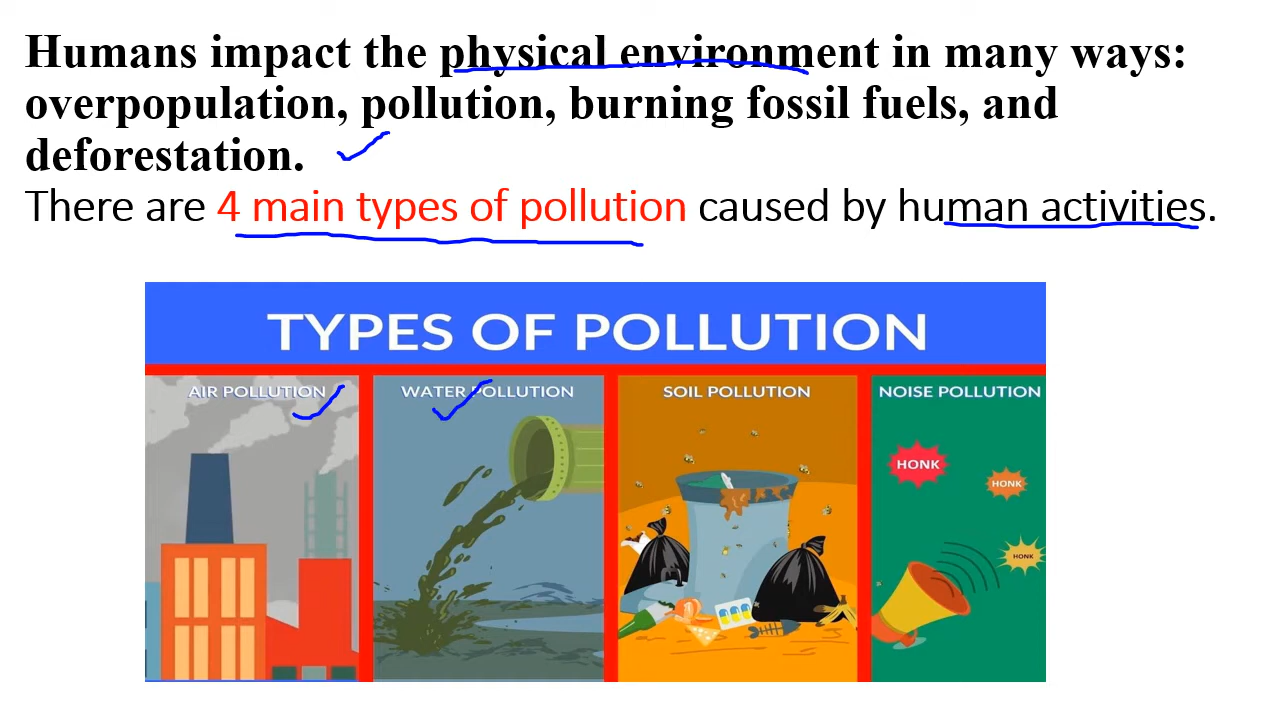 Humans impact the physical environment in many ways:
overpopulation, pollution, burning fossil fuels, and
deforestation.
There are 4 main types of pollution caused by human activities.
TYPES OF POLLUTION
AIR POLLUTION
WATER POLLUTION
SOIL POLLUTION
NOISE POLLUTION
HONK
HONK
HONK